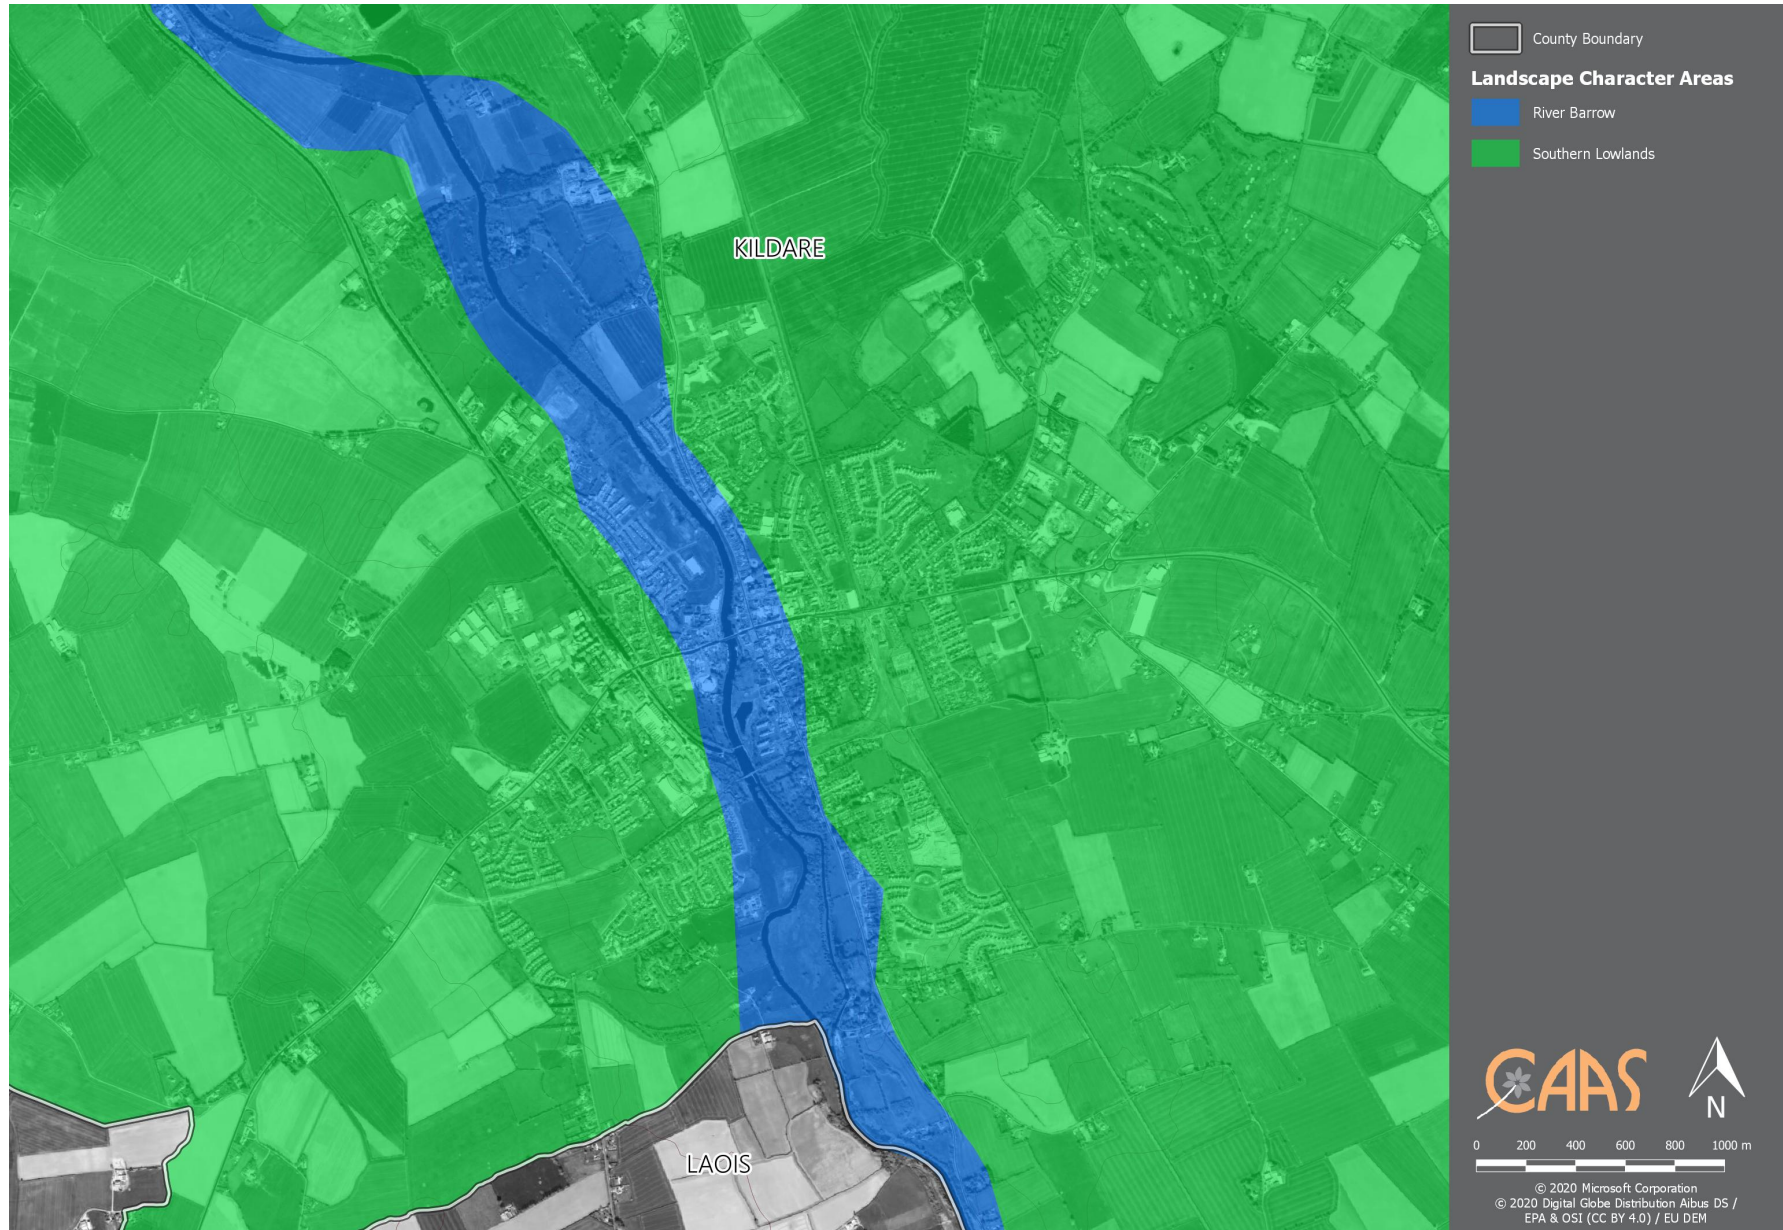 County Boundary
Landscape Character Areas
River Barrow
Southern Lowlands
KILDARE
LAOIS
CAAS
N
0 200 400 600 800 1000 m
© 2020 Microsoft Corporation
© 2020 Digital Globe Distribution Aibus DS /
EPA & OSI (CC BY 4.0) / EU DEM